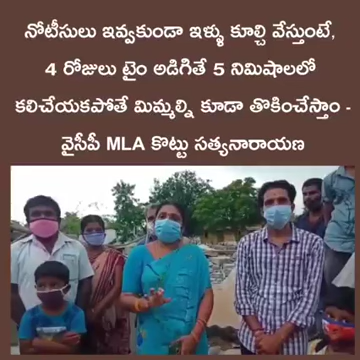 నోటీసులు ఇవ్వకుండా ఇళ్ళు కూల్చి వేస్తుంటే,
4 రోజులు టైం అడిగితే 5 నిమిషాలలో
కలిచేయకపోతే మిమ్మల్ని కూడా తొకించేస్తాం -
వైసీపీ MLA కొట్టు సత్యనారాయణ